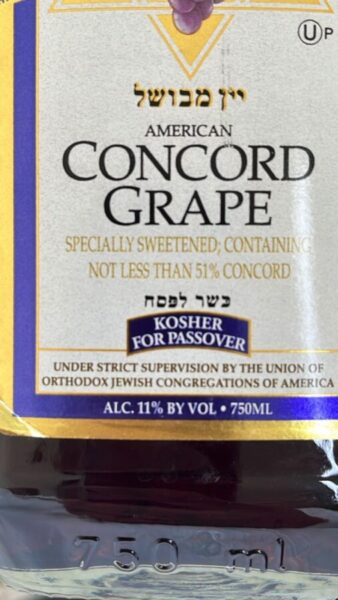 Ⓤ P
יין מבושל
AMERICAN
CONCORD
GRAPE
SPECIALLY SWEETENED; CONTAINING
NOT LESS THAN 51% CONCORD
כשר לפסח
KOSHER
FOR PASSOVER
UNDER STRICT SUPERVISION BY THE UNION OF
ORTHODOX JEWISH CONGREGATIONS OF AMERICA
ALC. 11% BY VOL • 750ML
750 ml